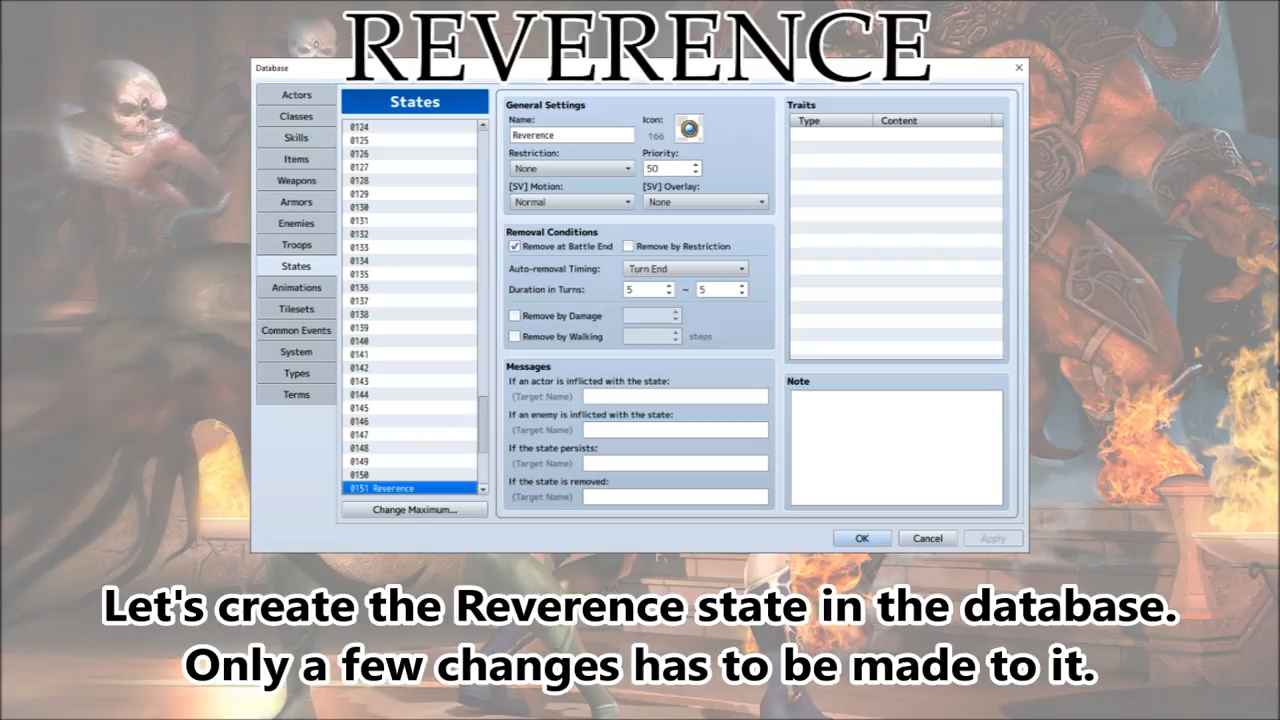 REVERENCE
Database
Actors
Classes
Skills
Items
Weapons
Armors
Enemies
Troops
States
Animations
Tilesets
Common Events
System
Types
Terms
States
0124
0125
0126
0127
0128
0129
0130
0131
0132
0133
0134
0135
0136
0137
0138
0139
0140
0141
0142
0143
0144
0145
0146
0147
0148
0149
0150
0151 Reverence
Change Maximum...
General Settings
Name: Icon:
Reverence 166
Restriction: Priority:
None 50
[SV] Motion: [SV] Overlay:
Normal None
Removal Conditions
Remove at Battle End Remove by Restriction
Auto-removal Timing: Turn End
Duration in Turns: 5 ~ 5
Remove by Damage
Remove by Walking steps
Messages
If an actor is inflicted with the state:
(Target Name)
If an enemy is inflicted with the state:
(Target Name)
If the state persists:
(Target Name)
If the state is removed:
(Target Name)
Traits
Type Content
Note
OK Cancel Apply
Let's create the Reverence state in the database.
Only a few changes has to be made to it.